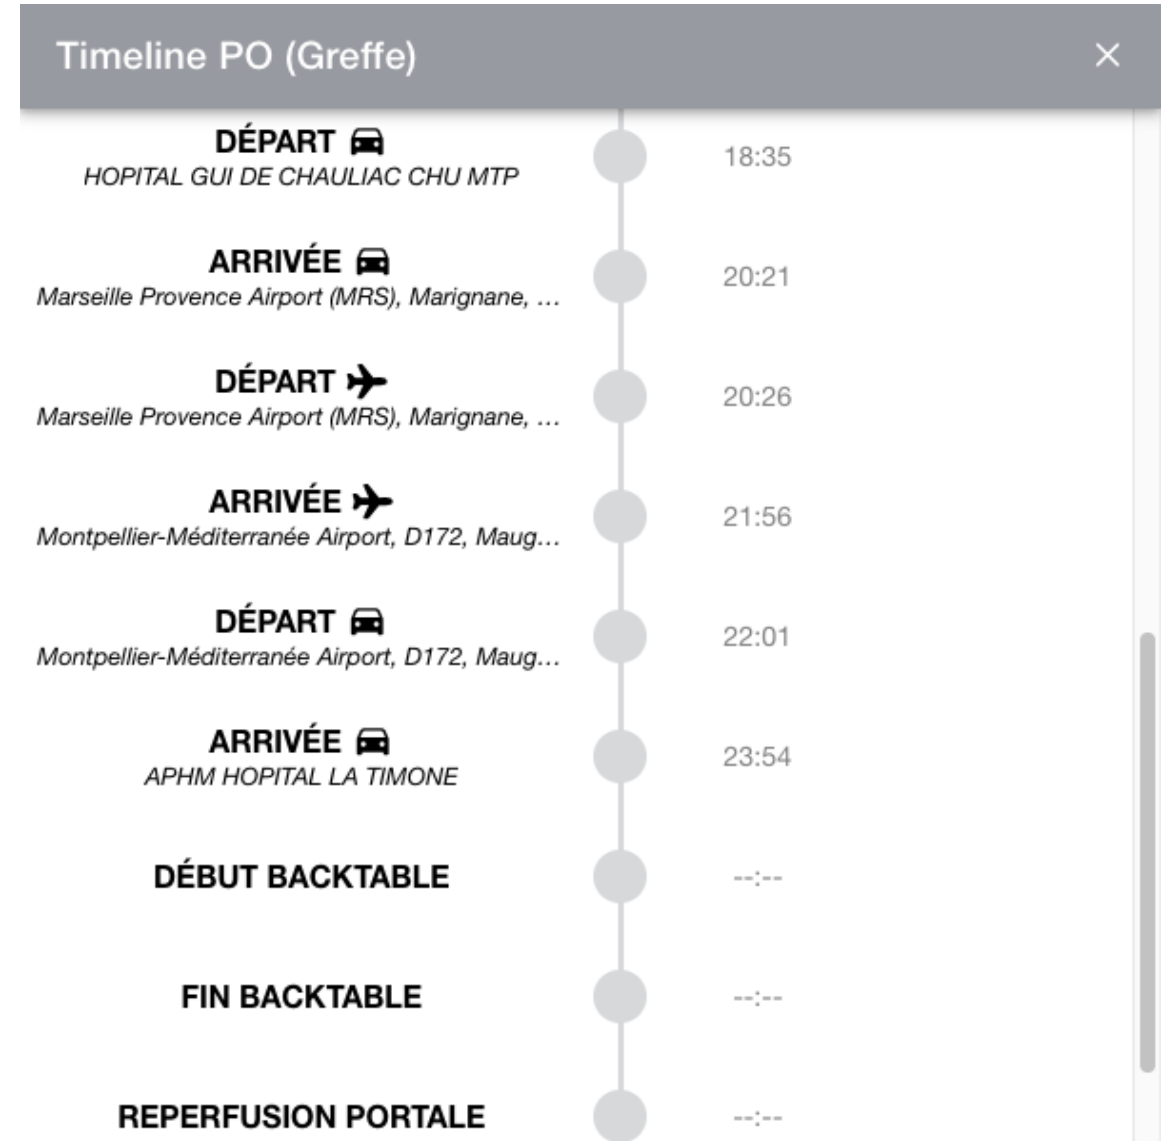 Timeline PO (Greffe)
DÉPART
18:35
HOPITAL GUI DE CHAULIAC CHU MTP
ARRIVÉE
20:21
Marseille Provence Airport (MRS), Marignane, ...
DÉPART
20:26
Marseille Provence Airport (MRS), Marignane, ...
ARRIVÉE
21:56
Montpellier-Méditerranée Airport, D172, Maug...
DÉPART
22:01
Montpellier-Méditerranée Airport, D172, Maug...
ARRIVÉE
23:54
APHM HOPITAL LA TIMONE
DÉBUT BACKTABLE
--:--
FIN BACKTABLE
--:--
REPERFUSION PORTALE
--:--